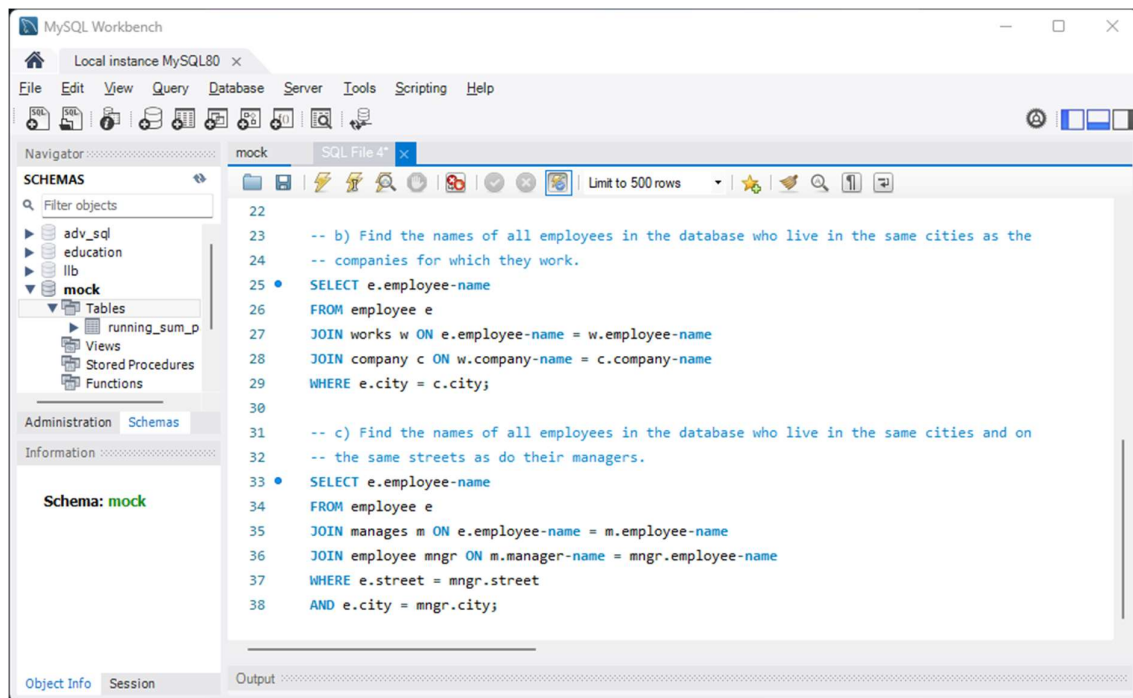 MySQL Workbench
Local instance MySQL80
File Edit View Query Database Server Tools Scripting Help
Navigator
mock SQL File 4*
SCHEMAS
Limit to 500 rows
Filter objects
adv_sql
education
llb
mock
Tables
running_sum_p
Views
Stored Procedures
Functions
Administration Schemas
Information
Schema: mock
22
23 -- b) Find the names of all employees in the database who live in the same cities as the
24 -- companies for which they work.
25 SELECT e.employee-name
26 FROM employee e
27 JOIN works w ON e.employee-name = w.employee-name
28 JOIN company c ON w.company-name = c.company-name
29 WHERE e.city = c.city;
30
31 -- c) Find the names of all employees in the database who live in the same cities and on
32 -- the same streets as do their managers.
33 SELECT e.employee-name
34 FROM employee e
35 JOIN manages m ON e.employee-name = m.employee-name
36 JOIN employee mngr ON m.manager-name = mngr.employee-name
37 WHERE e.street = mngr.street
38 AND e.city = mngr.city;
Object Info Session
Output